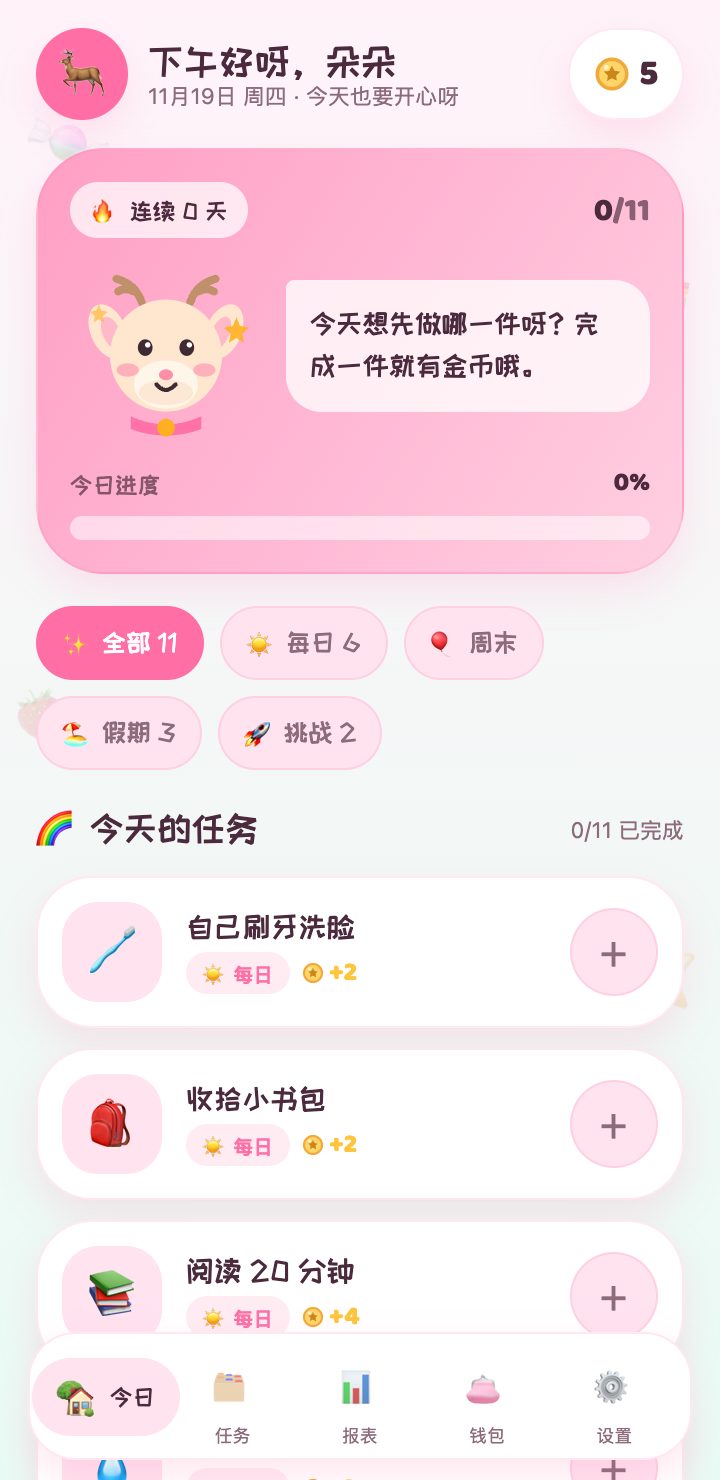 下午好呀，朵朵
11月19日 周四 · 今天也要开心呀
5
连续 0 天
0/11
今天想先做哪一件呀？完
成一件就有金币哦。
今日进度
0%
全部 11
每日 6
周末
假期 3
挑战 2
今天的任务
0/11 已完成
自己刷牙洗脸
每日
+2
收拾小书包
每日
+2
阅读 20 分钟
每日
+4
今日
任务
报表
钱包
设置